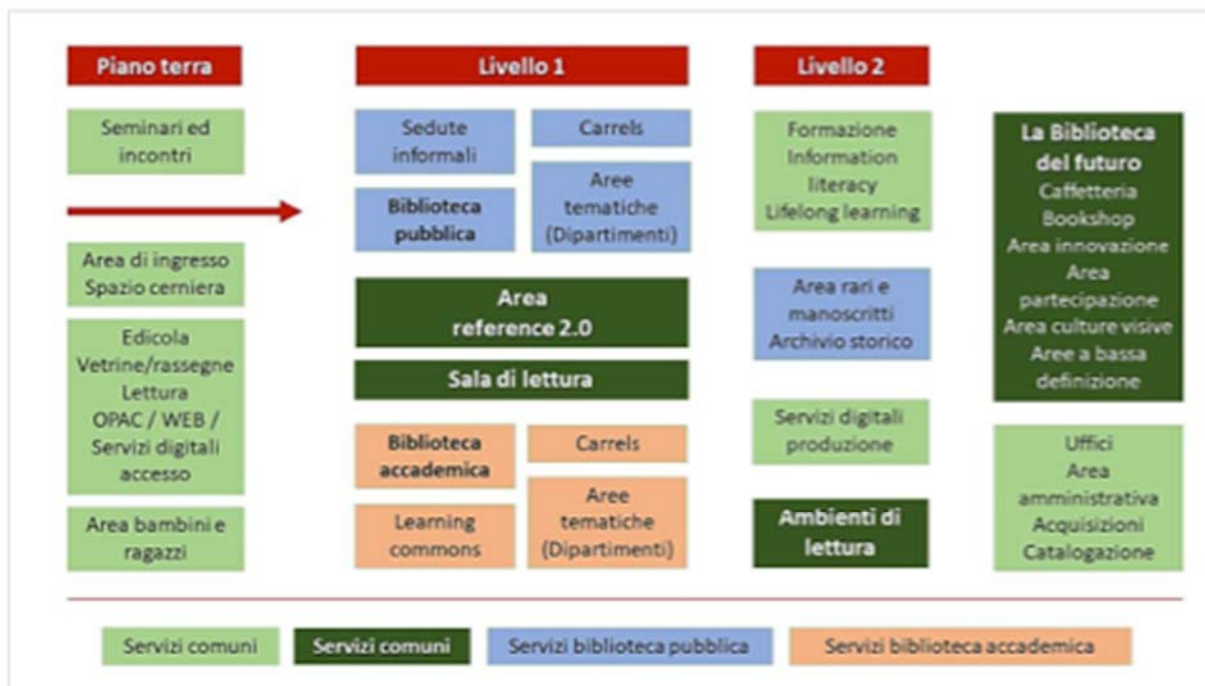 Piano terra
Seminari ed
incontri
Area di ingresso
Spazio cerniera
Edicola
Vetrine/rassegne
Lettura
OPAC / WEB /
Servizi digitali
accesso
Area bambini e
ragazzi
Livello 1
Sedute
informali
Biblioteca
pubblica
Carrels
Aree
tematiche
(Dipartimenti)
Area
reference 2.0
Sala di lettura
Biblioteca
accademica
Learning
commons
Carrels
Aree
tematiche
(Dipartimenti)
Livello 2
Formazione
Information
literacy
Lifelong learning
Area rari e
manoscritti
Archivio storico
Servizi digitali
produzione
Ambienti di
lettura
La Biblioteca
del futuro
Caffetteria
Bookshop
Area innovazione
Area
partecipazione
Area culture visive
Aree a bassa
definizione
Uffici
Area
amministrativa
Acquisizioni
Catalogazione
Servizi comuni
Servizi comuni
Servizi biblioteca pubblica
Servizi biblioteca accademica